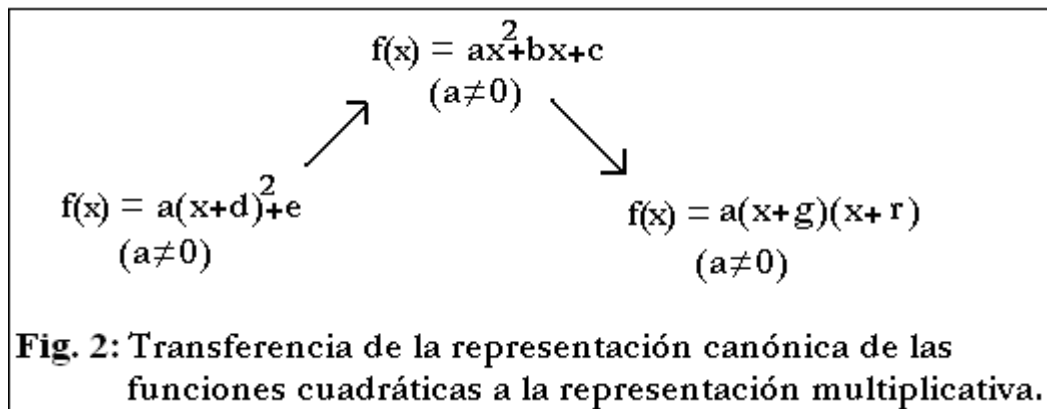 f(x) = ax²+bx+c
(a≠0)
f(x) = a(x+d)²+e
(a≠0)
f(x) = a(x+g)(x+r)
(a≠0)
Fig. 2: Transferencia de la representación canónica de las
funciones cuadráticas a la representación multiplicativa.